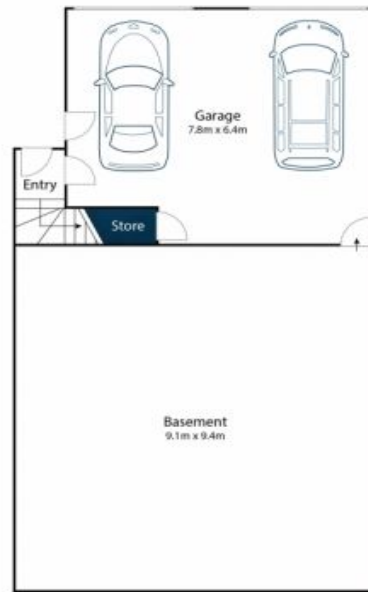 Garage
7.8m x 6.4m
Entry
Store
Basement
9.1m x 9.4m